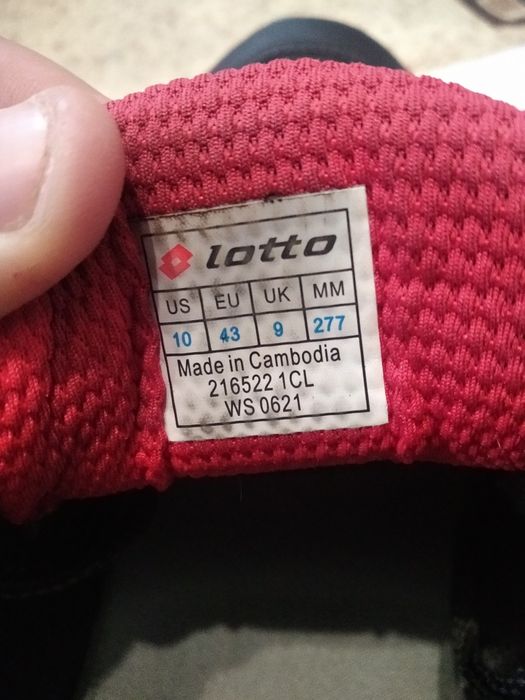 lotto
US EU UK MM
10 43 9 277
Made in Cambodia
216522 1CL
WS 0621